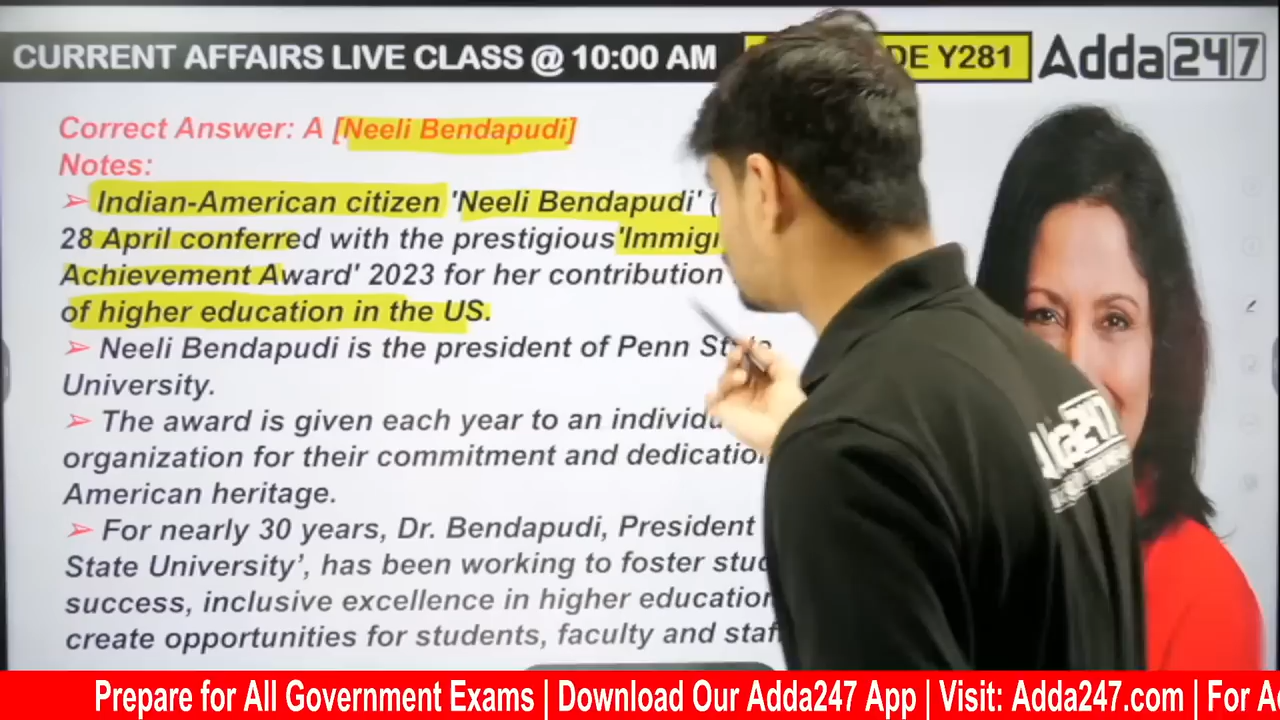 CURRENT AFFAIRS LIVE CLASS @ 10:00 AM
DE Y281
Adda247
Correct Answer: A [Neeli Bendapudi]
Notes:
➢ Indian-American citizen 'Neeli Bendapudi' (
28 April conferred with the prestigious'Immigr
Achievement Award' 2023 for her contribution
of higher education in the US.
➢ Neeli Bendapudi is the president of Penn State
University.
➢ The award is given each year to an individu
organization for their commitment and dedication
American heritage.
➢ For nearly 30 years, Dr. Bendapudi, President
State University’, has been working to foster stud
success, inclusive excellence in higher education
create opportunities for students, faculty and staf
Prepare for All Government Exams | Download Our Adda247 App | Visit: Adda247.com | For A